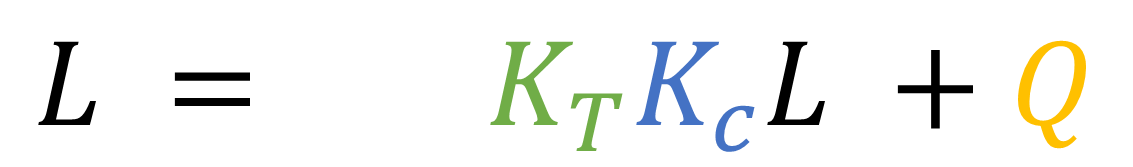 L = K_T K_c L + Q